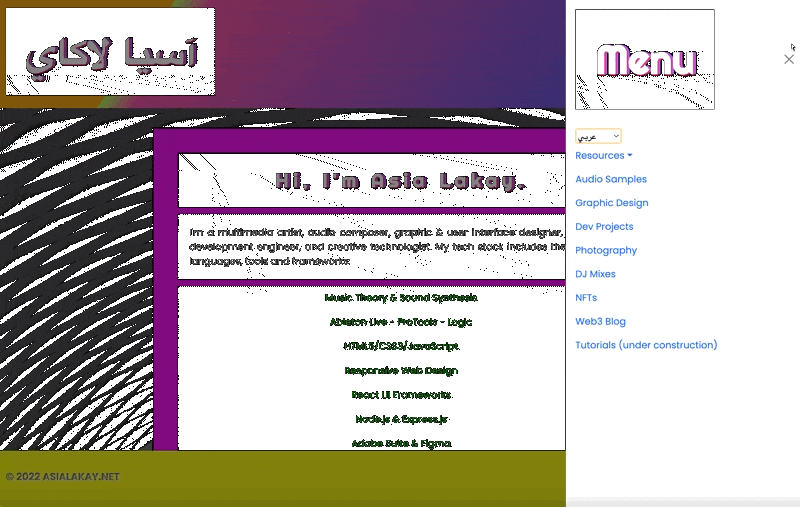 آسيا لاكاي
Hi, I'm Asia Lakay.
I'm a multimedia artist, audio composer, graphic & user interface designer,
development engineer, and creative technologist. My tech stack includes the
languages, tools and frameworks:
Music Theory & Sound Synthesis
Ableton Live - ProTools - Logic
HTML5/CSS3/JavaScript
Responsive Web Design
React UI Frameworks
Node.js & Express.js
Adobe Suite & Figma
© 2022 ASIALAKAY.NET
Menu
عربي
Resources
Audio Samples
Graphic Design
Dev Projects
Photography
DJ Mixes
NFTs
Web3 Blog
Tutorials (under construction)